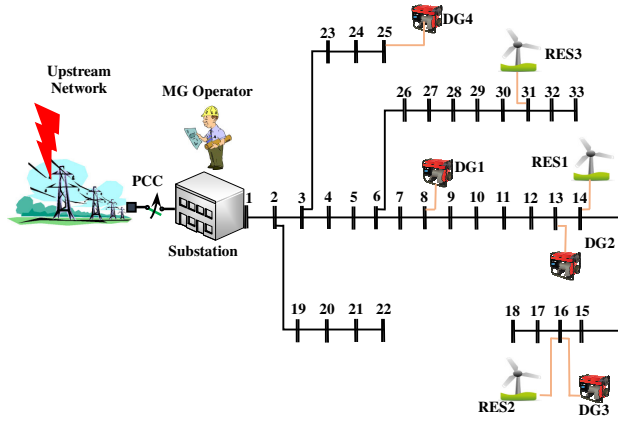 23 24 25
DG4
RES3
Upstream
Network
MG Operator
26 27 28 29 30 31 32 33
PCC
DG1
RES1
1 2 3 4 5 6 7 8 9 10 11 12 13 14
Substation
DG2
19 20 21 22
18 17 16 15
RES2
DG3